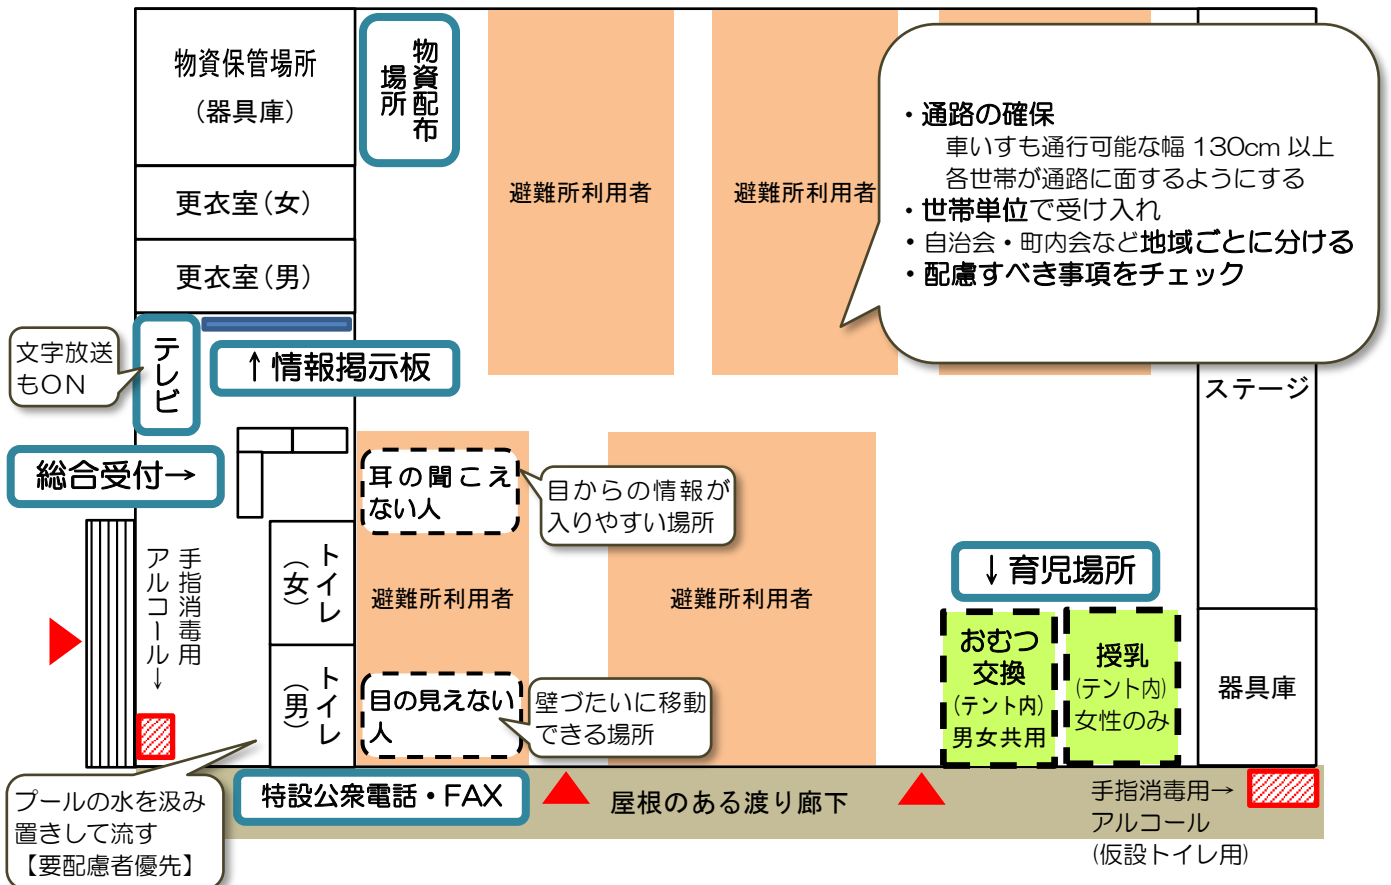 物資保管場所
(器具庫)
物資配布
場所
避難所利用者
避難所利用者
・通路の確保
車いすも通行可能な幅 130cm 以上
各世帯が通路に面するようにする
・世帯単位で受け入れ
・自治会・町内会など地域ごとに分ける
・配慮すべき事項をチェック
更衣室(女)
更衣室(男)
文字放送
もON
テレビ
↑情報掲示板
ステージ
総合受付→
耳の聞こえ
ない人
目からの情報が
入りやすい場所
手指消毒用
アルコール→
トイレ
(女)
避難所利用者
避難所利用者
↓育児場所
おむつ
交換
(テント内)
男女共用
授乳
(テント内)
女性のみ
器具庫
トイレ
(男)
目の見えない
人
壁づたいに移動
できる場所
プールの水を汲み
置きして流す
【要配慮者優先】
特設公衆電話・FAX
屋根のある渡り廊下
手指消毒用→
アルコール
(仮設トイレ用)